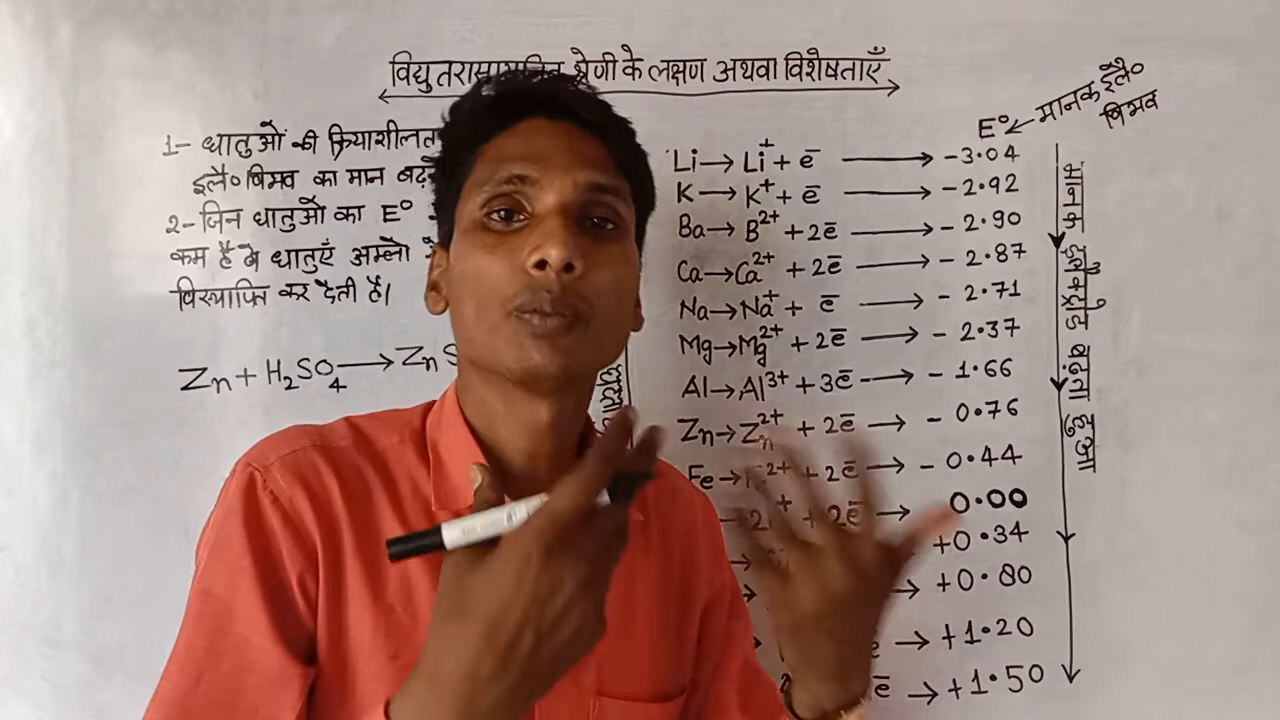 विद्युतरासायनिक श्रेणी के लक्षण अथवा विशेषताएँ
1- धातुओं की क्रियाशीलत
इलै० विभव का मान बढ़ने
2- जिन धातुओ का E°
कम है वे धातुएँ अम्लो
विस्थापित कर देती है।
Zn + H₂SO₄ → Zn S
E° ← मानक इलै० विभव
Li → Li⁺ + e⁻ → -3.04
K → K⁺ + e⁻ → -2.92
Ba → B²⁺ + 2e⁻ → -2.90
Ca → Ca²⁺ + 2e⁻ → -2.87
Na → Na⁺ + e⁻ → -2.71
Mg → Mg²⁺ + 2e⁻ → -2.37
Al → Al³⁺ + 3e⁻ → -1.66
Zn → Zn²⁺ + 2e⁻ → -0.76
Fe → 2+ + 2e⁻ → -0.44
→ 2 + + 2e⁻ → 0.00
→ +0.34
→ +0.80
e → +1.20
e⁻ → +1.50
मानक इलेक्ट्रोड बढ़ता हुआ